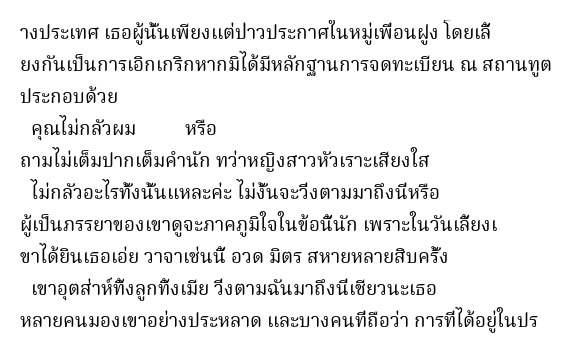 างประเทศ เธอผู้นั้นเพียงแต่ป่าวประกาศในหมู่เพื่อนฝูง โดยเลี้
ยงกันเป็นการเอิกเกริกหากมิได้มีหลักฐานการจดทะเบียน ณ สถานทูต
ประกอบด้วย
คุณไม่กลัวผม หรือ
ถามไม่เต็มปากเต็มคำนัก ทว่าหญิงสาวหัวเราะเสียงใส
ไม่กลัวอะไรทั้งนั้นแหละค่ะ ไม่งั้นจะวิ่งตามมาถึงนี่หรือ
ผู้เป็นภรรยาของเขาดูจะภาคภูมิใจในข้อนี้นัก เพราะในวันเลี้ยงเ
ขาได้ยินเธอเอ่ย วาจาเช่นนี้ อวด มิตร สหายหลายสิบครั้ง
เขาอุตส่าห์ทิ้งลูกทิ้งเมีย วิ่งตามฉันมาถึงนี่เชียวนะเธอ
หลายคนมองเขาอย่างประหลาด และบางคนที่ถือว่า การที่ได้อยู่ในปร